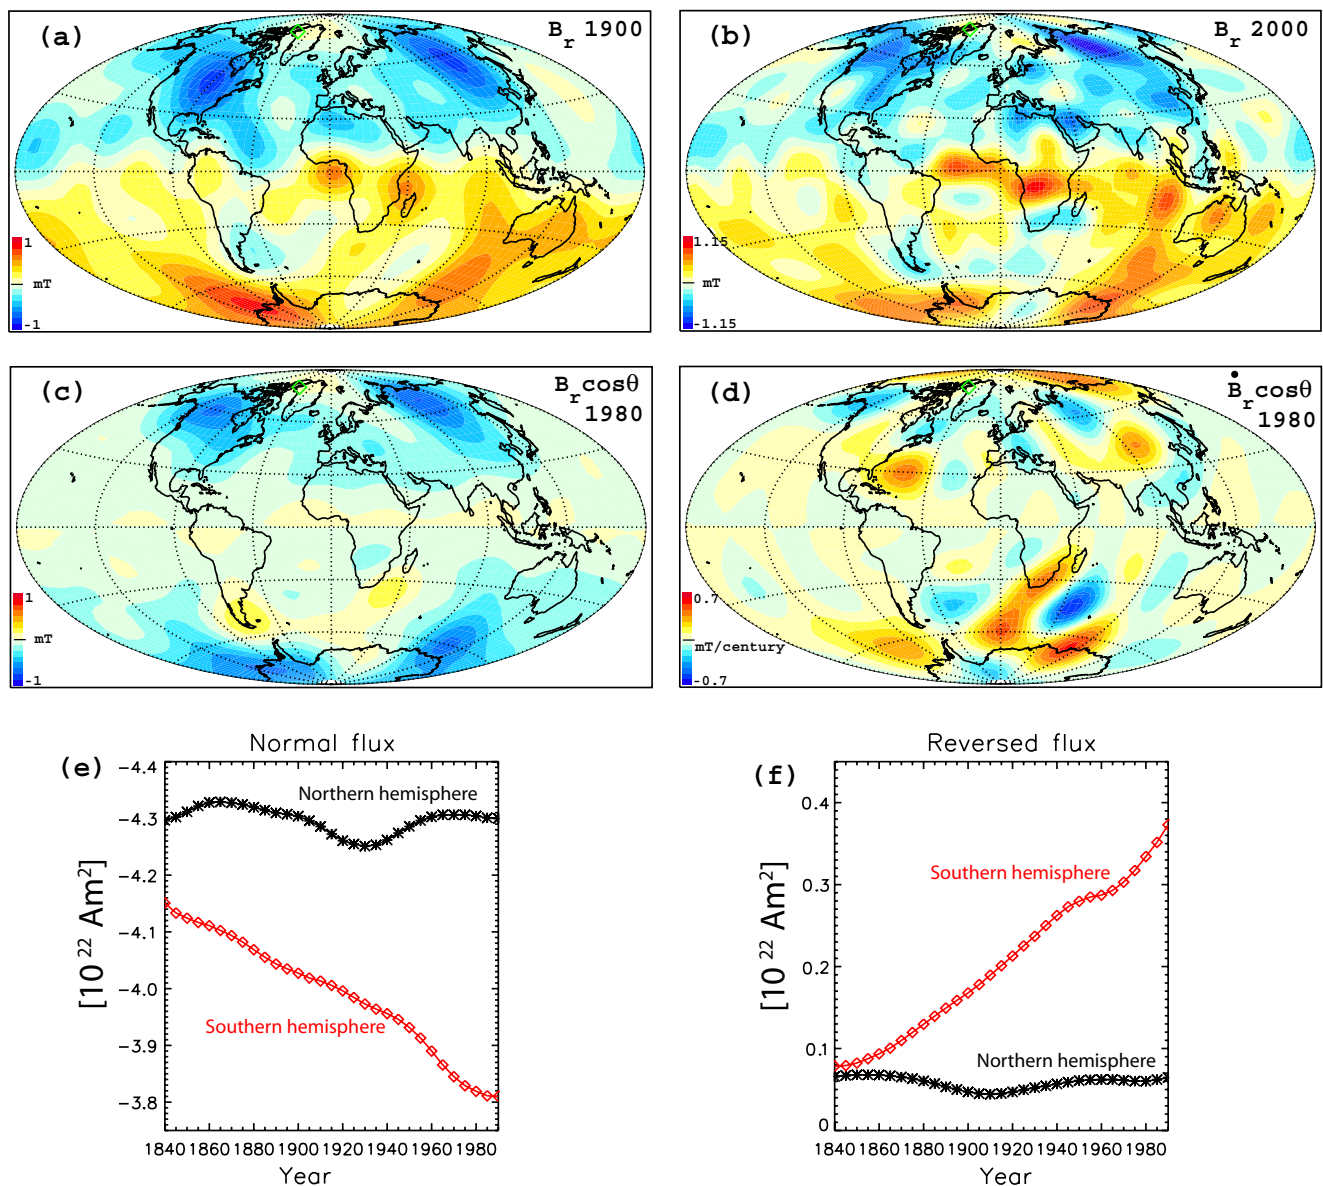 (a)
B_r 1900
1
mT
-1
(b)
B_r 2000
1.15
mT
-1.15
(c)
B_r cosθ
1980
1
mT
-1
(d)
Ḃ_r cosθ
1980
0.7
mT/century
-0.7
Normal flux
(e)
[10^22 Am^2]
-4.4
-4.3
-4.2
-4.1
-4.0
-3.9
-3.8
Northern hemisphere
Southern hemisphere
1840 1860 1880 1900 1920 1940 1960 1980
Year
Reversed flux
(f)
[10^22 Am^2]
0.4
0.3
0.2
0.1
0
Southern hemisphere
Northern hemisphere
1840 1860 1880 1900 1920 1940 1960 1980
Year